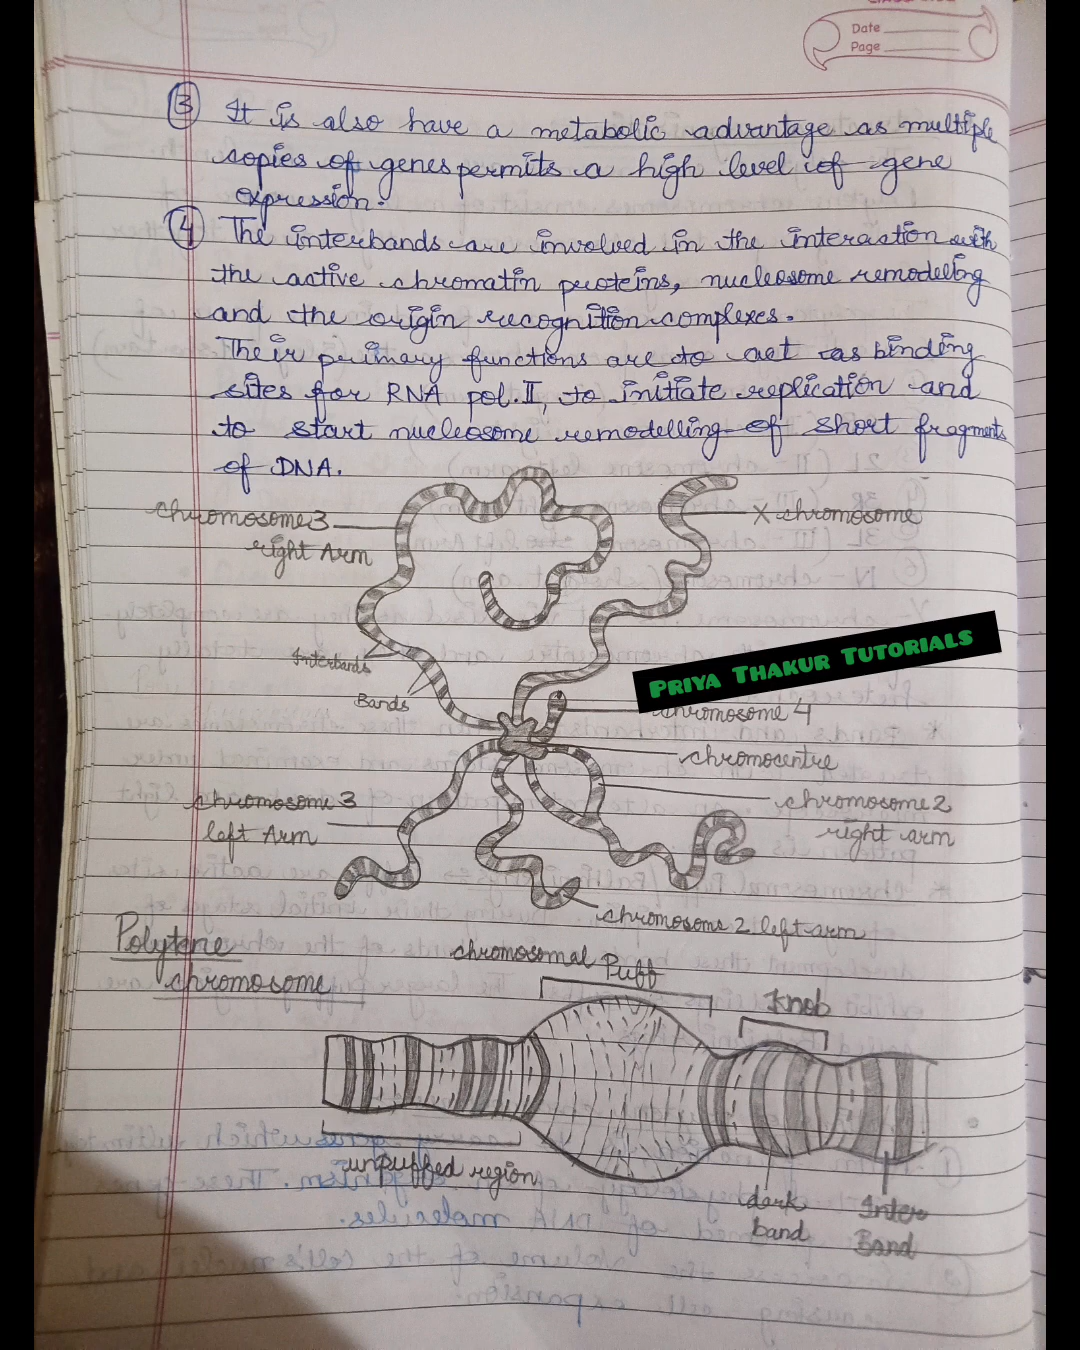 Date
Page
③ It is also have a metabolic advantage as multiple
copies of genes permits a high level of gene
expression.
④ The interbands are involved in the interaction with
the active chromatin proteins, nucleosome remodelling
and the origin recognition complexes.
Their primary functions are to act as binding
sites for RNA pol. II, to initiate replication and
to start nucleosome remodelling of short fragments
of DNA.
chromosome 3
right Arm
X chromosome
Interbands
Bands
PRIYA THAKUR TUTORIALS
chromosome 4
chromocentre
chromosome 3
left Arm
chromosome 2
right arm
chromosome 2 left arm
Polytene
chromosome
chromosomal Puff
Knob
unpuffed region
dark
band
Inter
Band